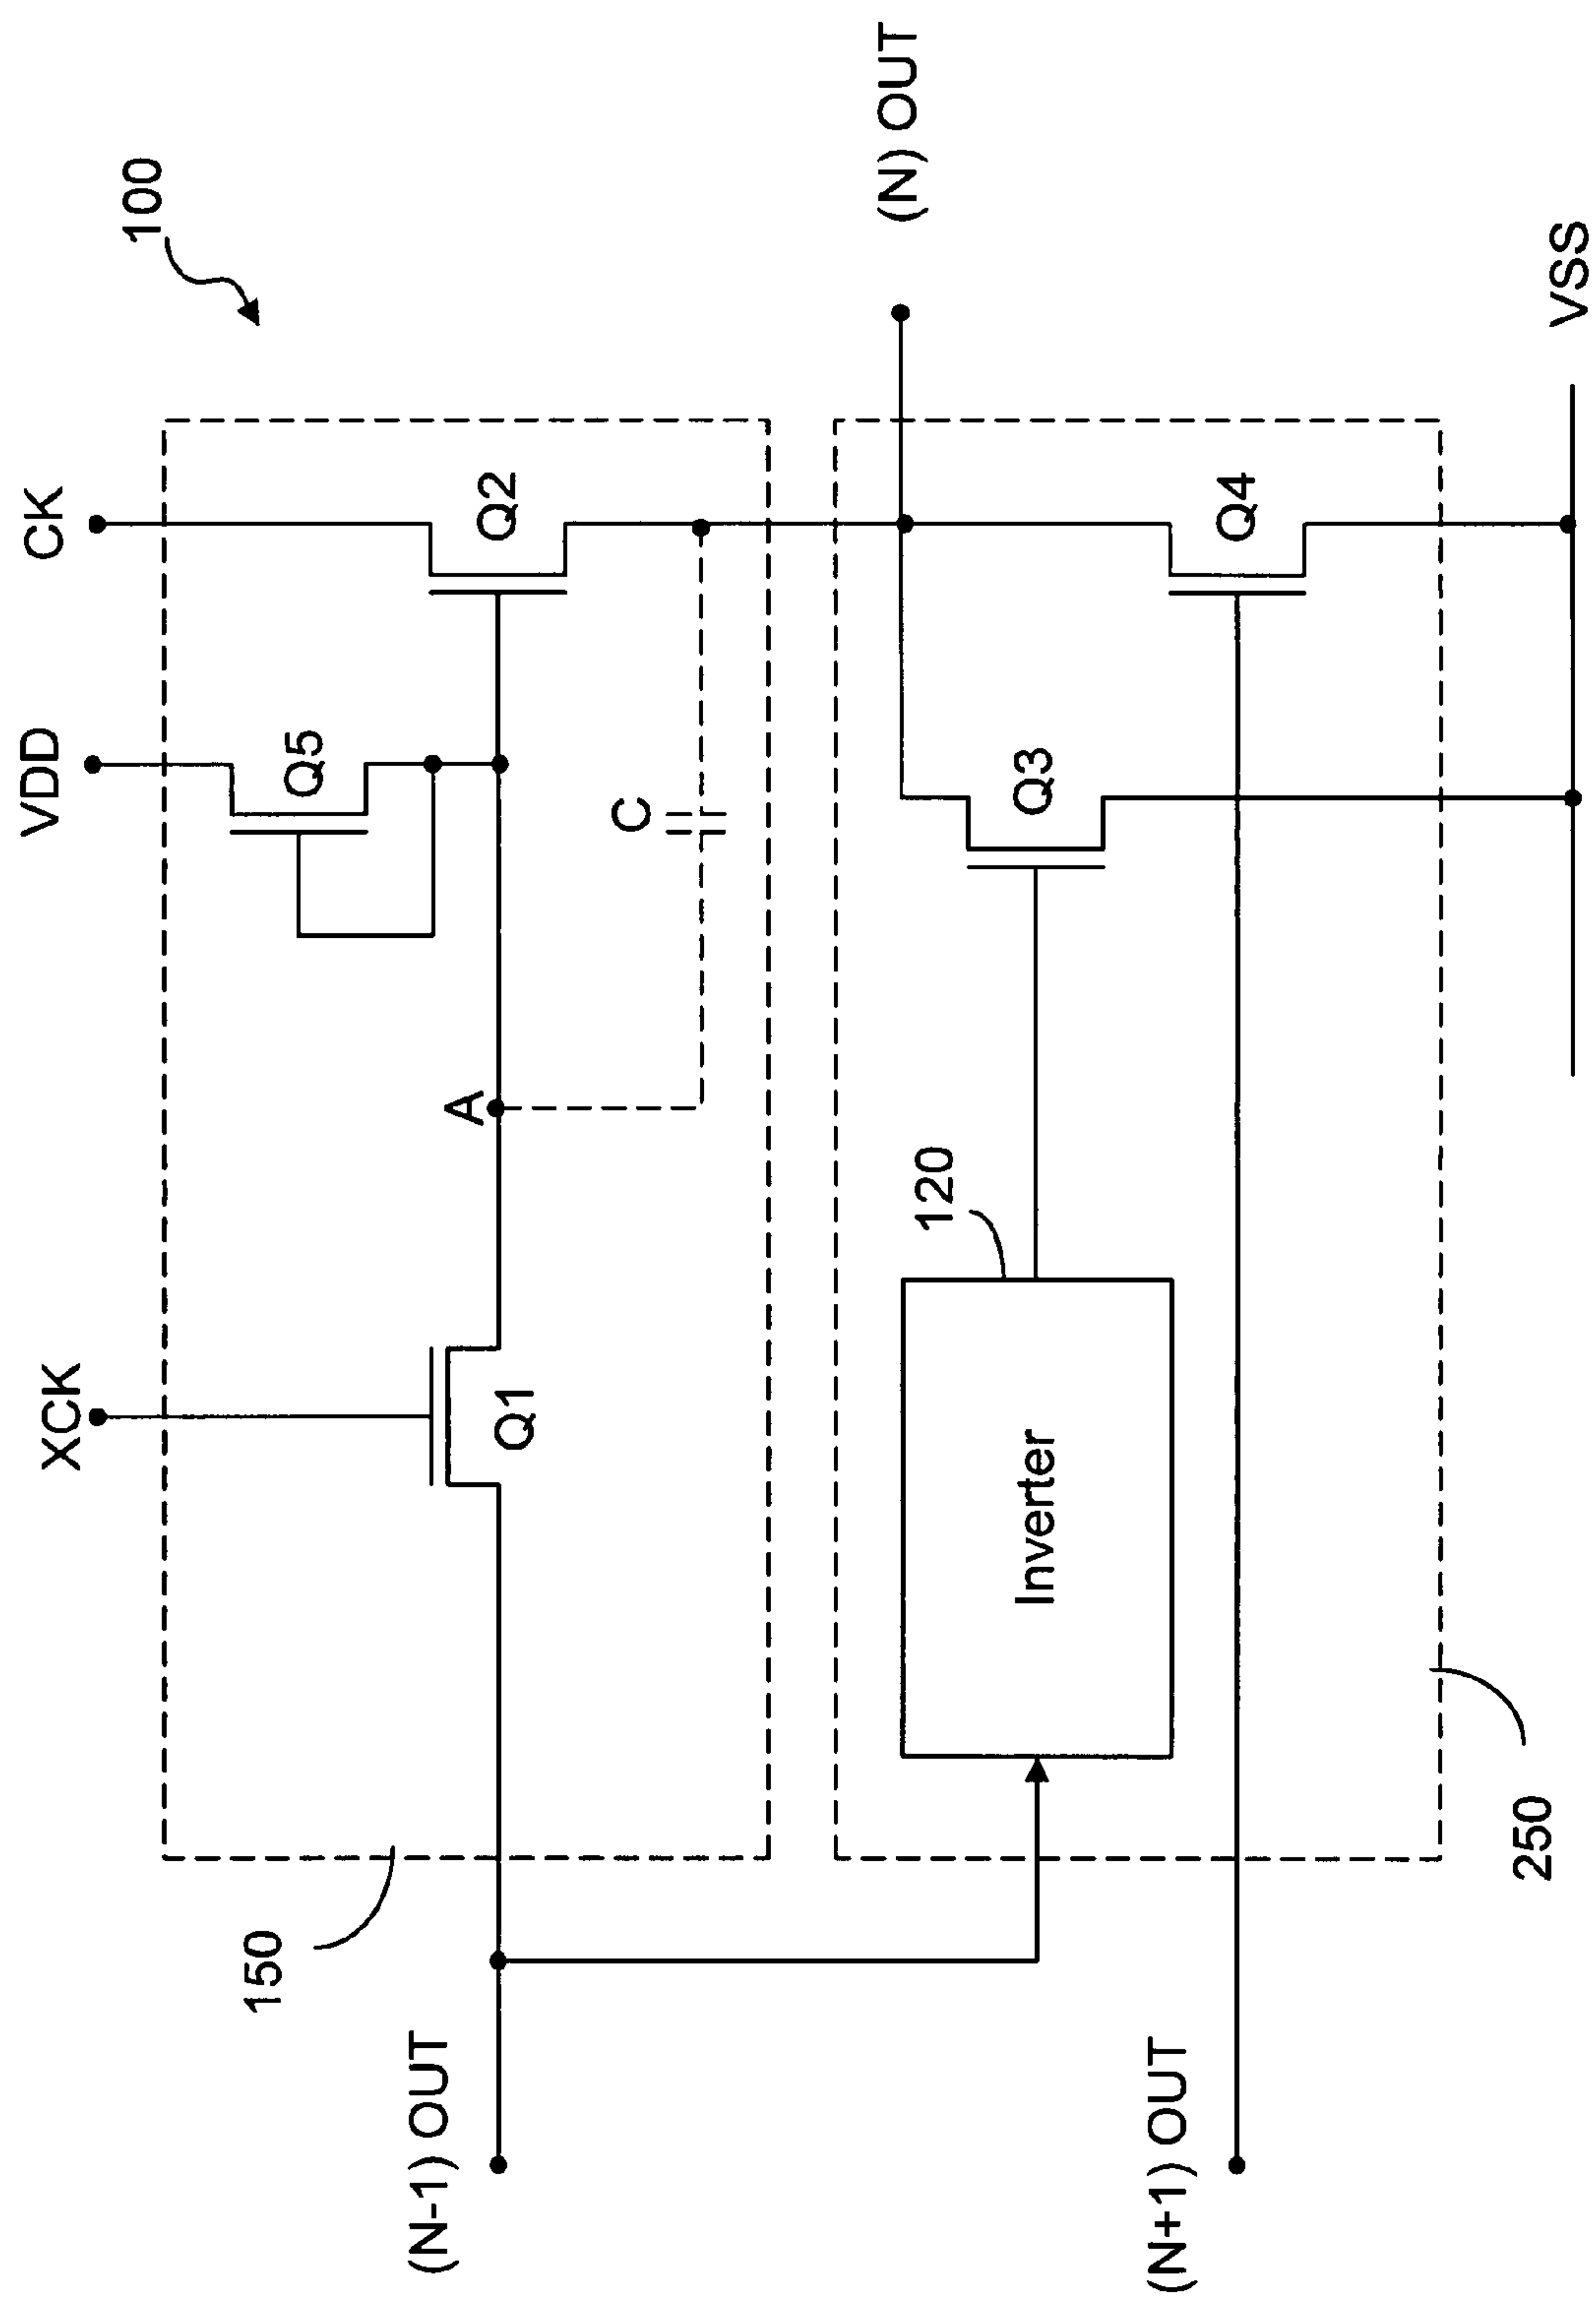 100
XCK
VDD
CK
Q5
Q2
A
C
Q1
150
(N-1) OUT
(N) OUT
120
Q3
Q4
Inverter
(N+1) OUT
250
VSS